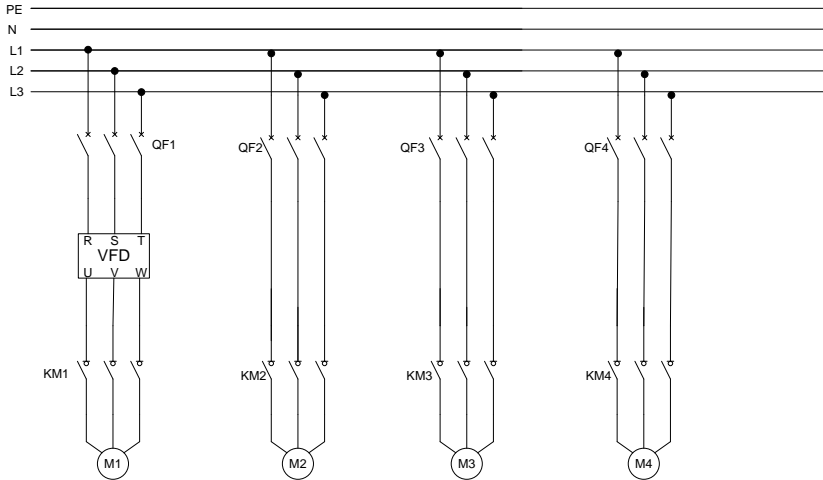 PE
N
L1
L2
L3
QF1
QF2
QF3
QF4
R S T
VFD
U V W
KM1
KM2
KM3
KM4
M1
M2
M3
M4